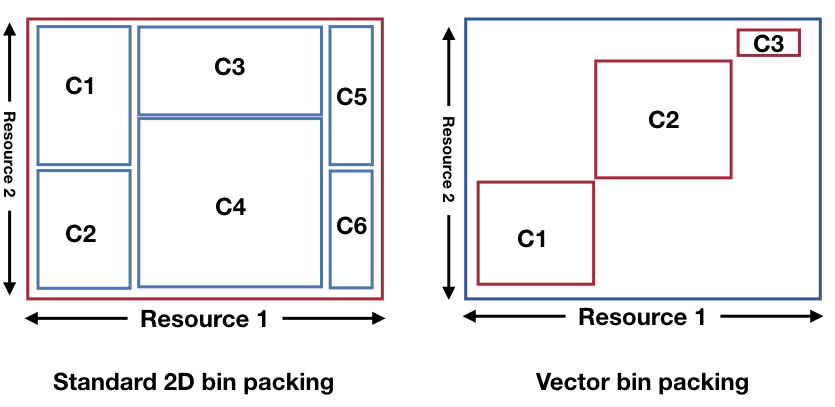 C1
C3
C5
C2
C4
C6
Resource 2
Resource 1
Standard 2D bin packing
C3
C2
C1
Resource 2
Resource 1
Vector bin packing